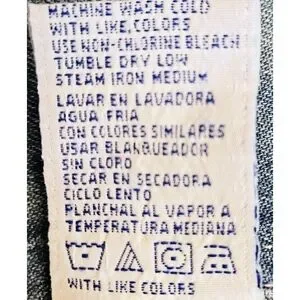 MACHINE WASH COLD
WITH LIKE, COLORS
USE NON-CHLORINE BLEACH
TUMBLE DRY LOW
STEAM IRON MEDIUM
LAVAR EN LAVADORA
AGUA FRIA
CON COLORES SIMILARES
USAR BLANQUEADOR
SIN CLORO
SECAR EN SECADORA
CICLO LENTO
PLANCHAL AL VAPOR A
TEMPERATURA MEDIANA
WITH LIKE COLORS